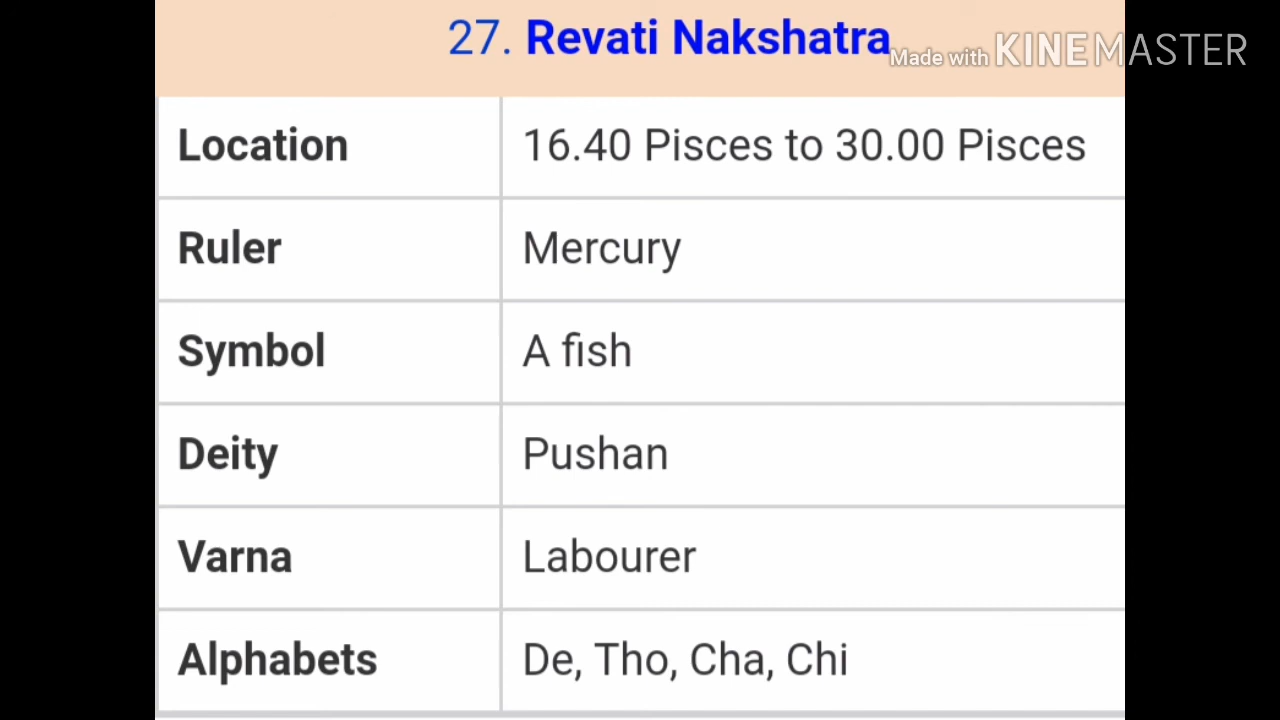 27. Revati Nakshatra
Made with KINEMASTER
Location 16.40 Pisces to 30.00 Pisces
Ruler Mercury
Symbol A fish
Deity Pushan
Varna Labourer
Alphabets De, Tho, Cha, Chi